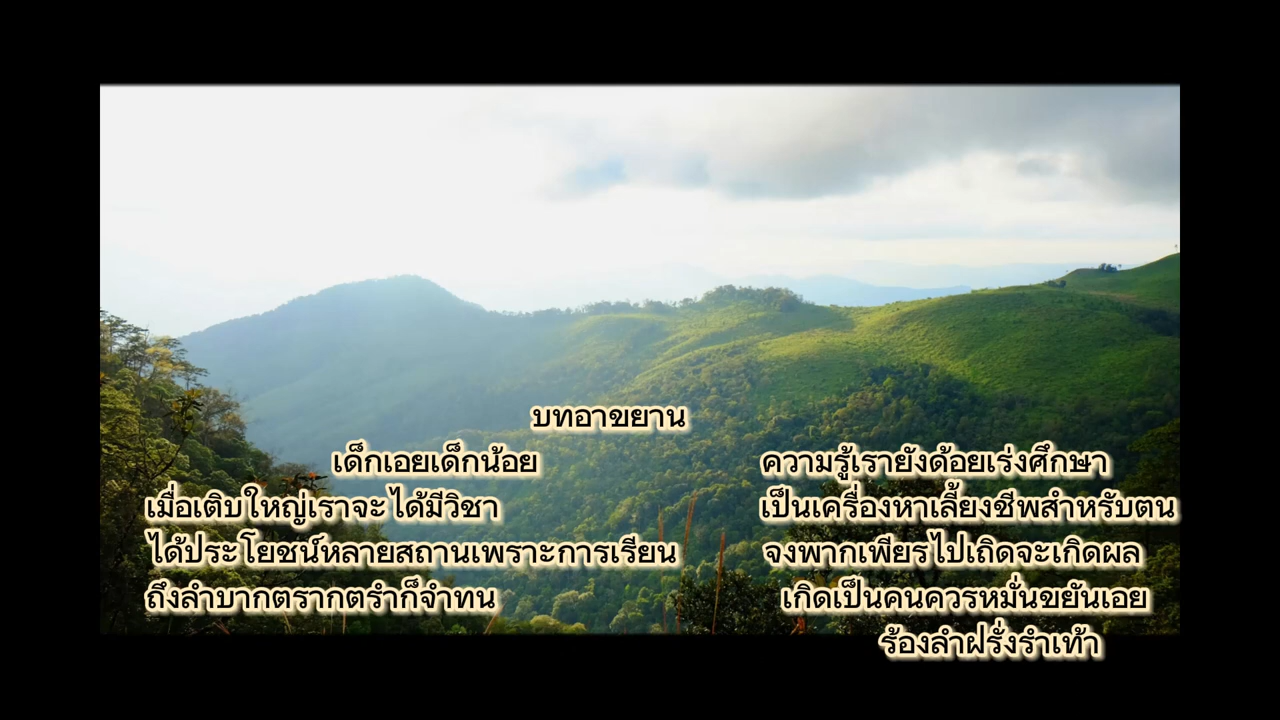 บทอาขยาน
เด็กเอยเด็กน้อย ความรู้เรายังด้อยเร่งศึกษา
เมื่อเติบใหญ่เราจะได้มีวิชา เป็นเครื่องหาเลี้ยงชีพสำหรับตน
ได้ประโยชน์หลายสถานเพราะการเรียน จงพากเพียรไปเถิดจะเกิดผล
ถึงลำบากตรากตรำก็จำทน เกิดเป็นคนควรหมั่นขยันเอย
ร้องลำฝรั่งรำเท้า